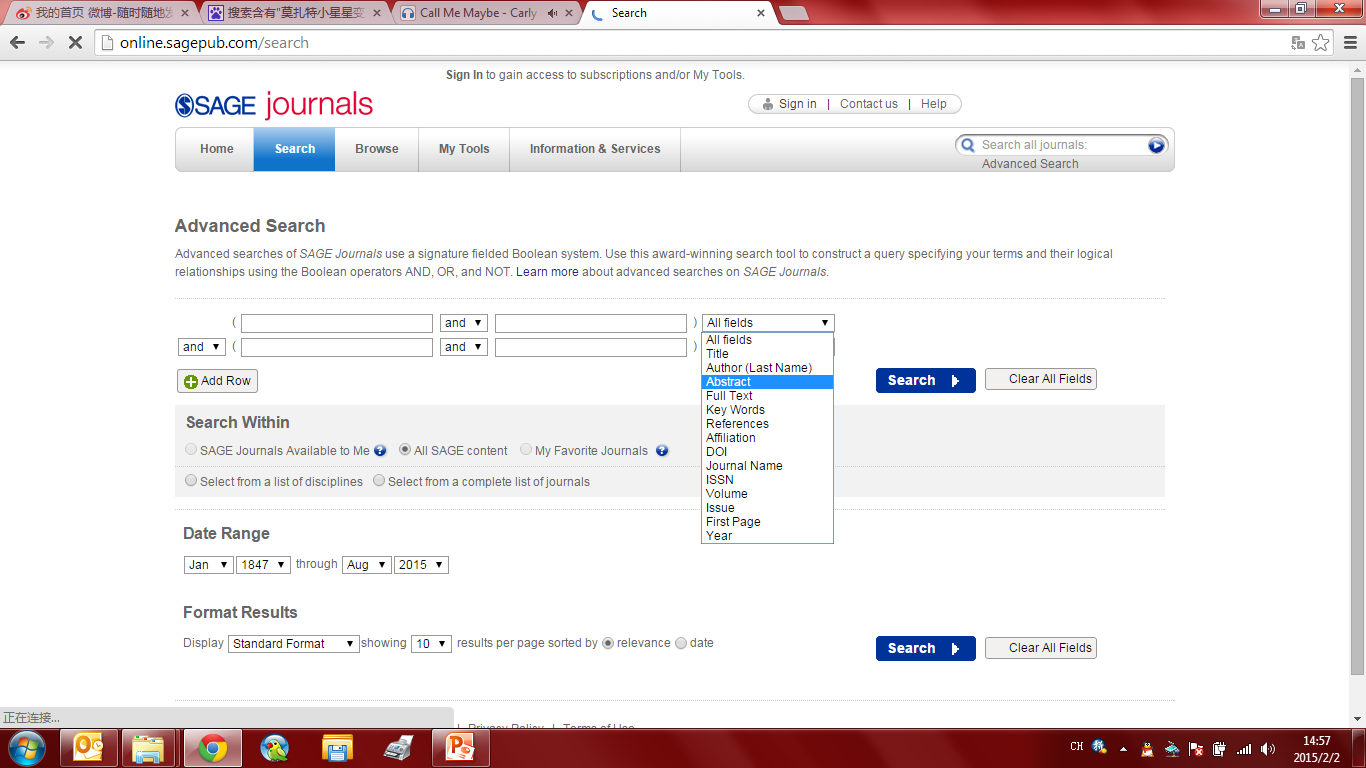 我的首页 微博-随时随地发
搜索含有"莫扎特小星星变
Call Me Maybe - Carly
Search
online.sagepub.com/search
Sign In to gain access to subscriptions and/or My Tools.
SAGE journals
Sign in | Contact us | Help
Home Search Browse My Tools Information & Services
Search all journals:
Advanced Search
Advanced Search
Advanced searches of SAGE Journals use a signature fielded Boolean system. Use this award-winning search tool to construct a query specifying your terms and their logical
relationships using the Boolean operators AND, OR, and NOT. Learn more about advanced searches on SAGE Journals.
( and ) All fields
and ( and )
All fields
Title
Author (Last Name)
Abstract
Full Text
Key Words
References
Affiliation
DOI
Journal Name
ISSN
Volume
Issue
First Page
Year
Add Row
Search Clear All Fields
Search Within
SAGE Journals Available to Me ? All SAGE content My Favorite Journals ?
Select from a list of disciplines Select from a complete list of journals
Date Range
Jan 1847 through Aug 2015
Format Results
Display Standard Format showing 10 results per page sorted by relevance date
Search Clear All Fields
正在连接...
| Privacy Policy | Terms of Use
CH
14:57
2015/2/2